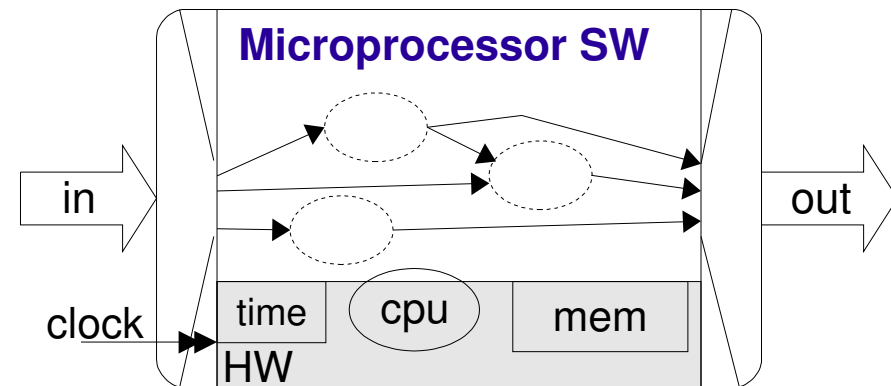 Microprocessor SW
in
out
clock
time
cpu
mem
HW